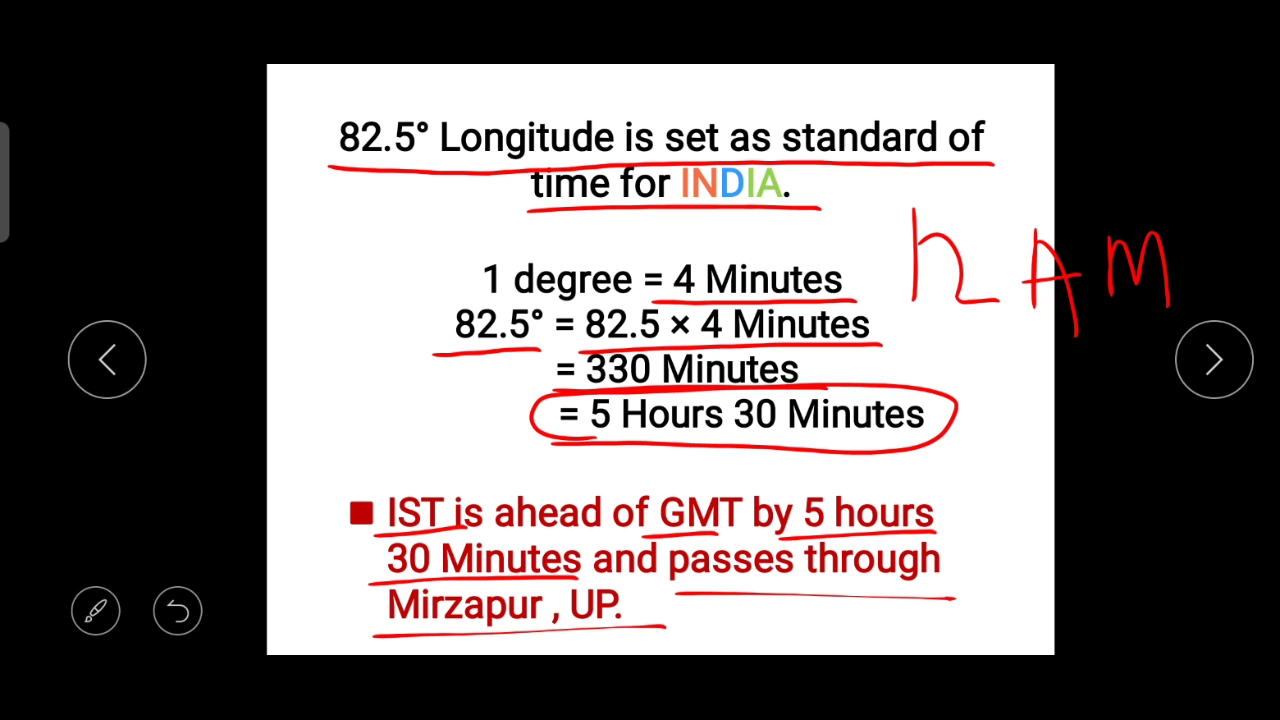 82.5° Longitude is set as standard of
time for INDIA.
1 degree = 4 Minutes
82.5° = 82.5 × 4 Minutes
= 330 Minutes
= 5 Hours 30 Minutes
RAM
■ IST is ahead of GMT by 5 hours
30 Minutes and passes through
Mirzapur , UP.